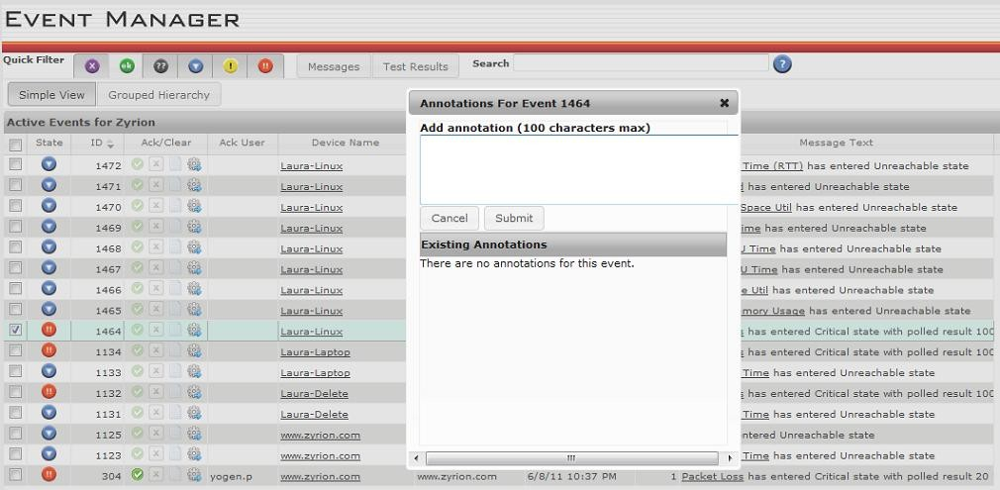 EVENT MANAGER
Quick Filter ok ?? ! !! Messages Test Results Search ?
Simple View Grouped Hierarchy
Annotations For Event 1464
Add annotation (100 characters max)
Cancel Submit
Existing Annotations
There are no annotations for this event.
Active Events for Zyrion
State ID Ack/Clear Ack User Device Name Message Text
1472 Laura-Linux Time (RTT) has entered Unreachable state
1471 Laura-Linux has entered Unreachable state
1470 Laura-Linux Space Util has entered Unreachable state
1469 Laura-Linux has entered Unreachable state
1468 Laura-Linux Time has entered Unreachable state
1467 Laura-Linux Time has entered Unreachable state
1466 Laura-Linux Util has entered Unreachable state
1465 Laura-Linux Usage has entered Unreachable state
!! 1464 Laura-Linux has entered Critical state with polled result 100
!! 1134 Laura-Laptop has entered Critical state with polled result 100
1133 Laura-Laptop Time has entered Unreachable state
!! 1132 Laura-Delete has entered Critical state with polled result 100
1131 Laura-Delete Time has entered Unreachable state
1125 www.zyrion.com entered Unreachable state
1123 www.zyrion.com Time has entered Unreachable state
!! 304 yogen.p www.zyrion.com www.zyrion.com 6/8/11 10:37 PM 1 Packet Loss has entered Critical state with polled result 20